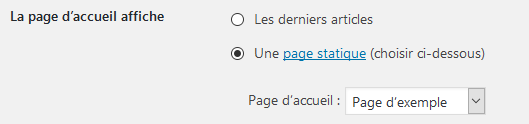 La page d’accueil affiche
Les derniers articles
Une page statique (choisir ci-dessous)
Page d’accueil : Page d’exemple